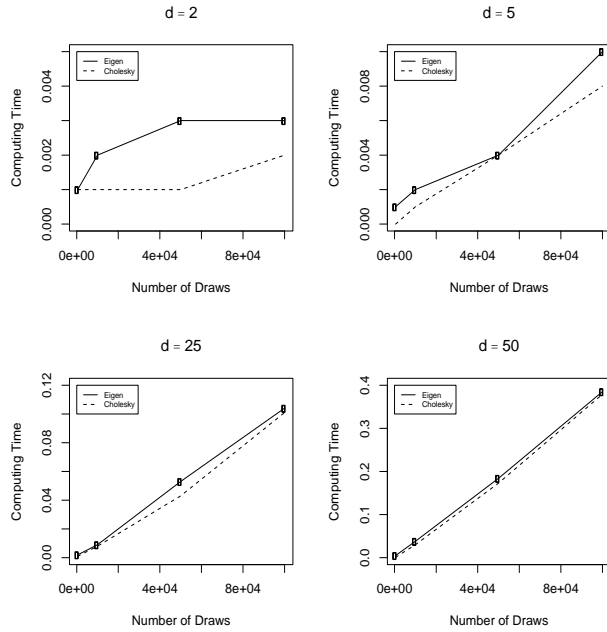 d = 2
Eigen
Cholesky
Computing Time
0.000
0.002
0.004
0e+00
4e+04
8e+04
Number of Draws
d = 5
Eigen
Cholesky
Computing Time
0.000
0.004
0.008
0e+00
4e+04
8e+04
Number of Draws
d = 25
Eigen
Cholesky
Computing Time
0.00
0.04
0.08
0.12
0e+00
4e+04
8e+04
Number of Draws
d = 50
Eigen
Cholesky
Computing Time
0.0
0.1
0.2
0.3
0.4
0e+00
4e+04
8e+04
Number of Draws